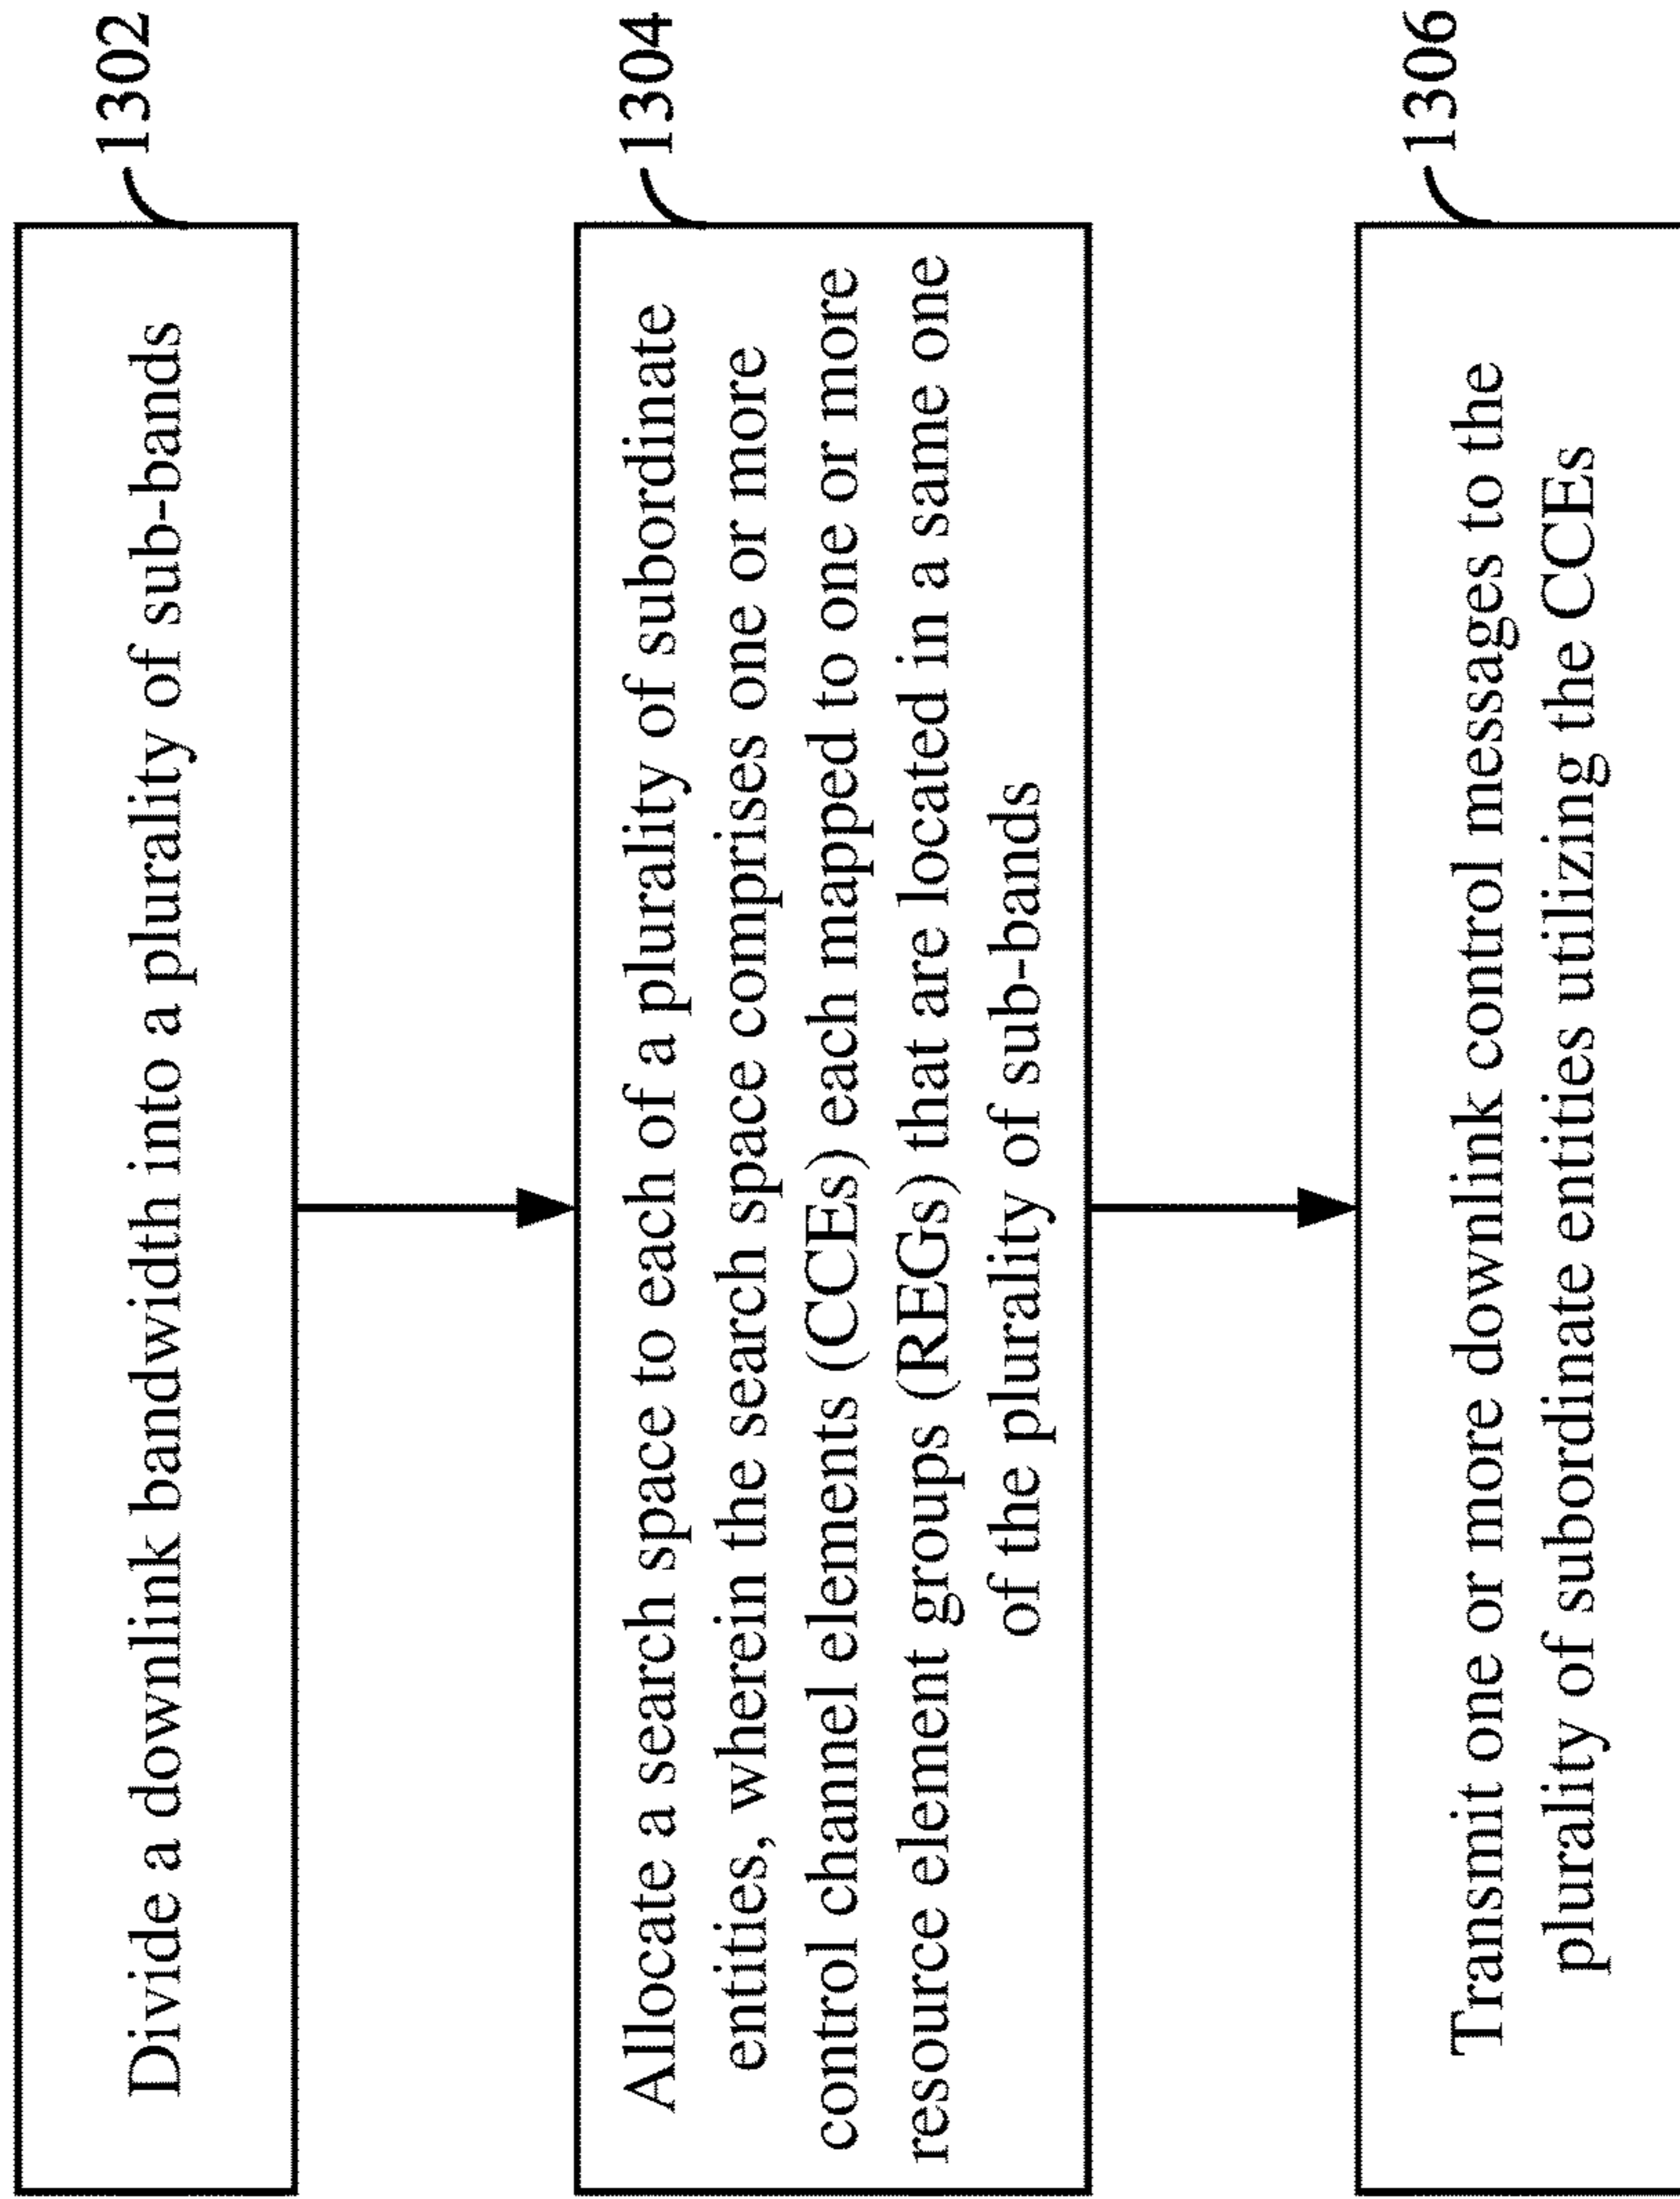 1302
Divide a downlink bandwidth into a plurality of sub-bands
1304
Allocate a search space to each of a plurality of subordinate
entities, wherein the search space comprises one or more
control channel elements (CCEs) each mapped to one or more
resource element groups (REGs) that are located in a same one
of the plurality of sub-bands
1306
Transmit one or more downlink control messages to the
plurality of subordinate entities utilizing the CCEs